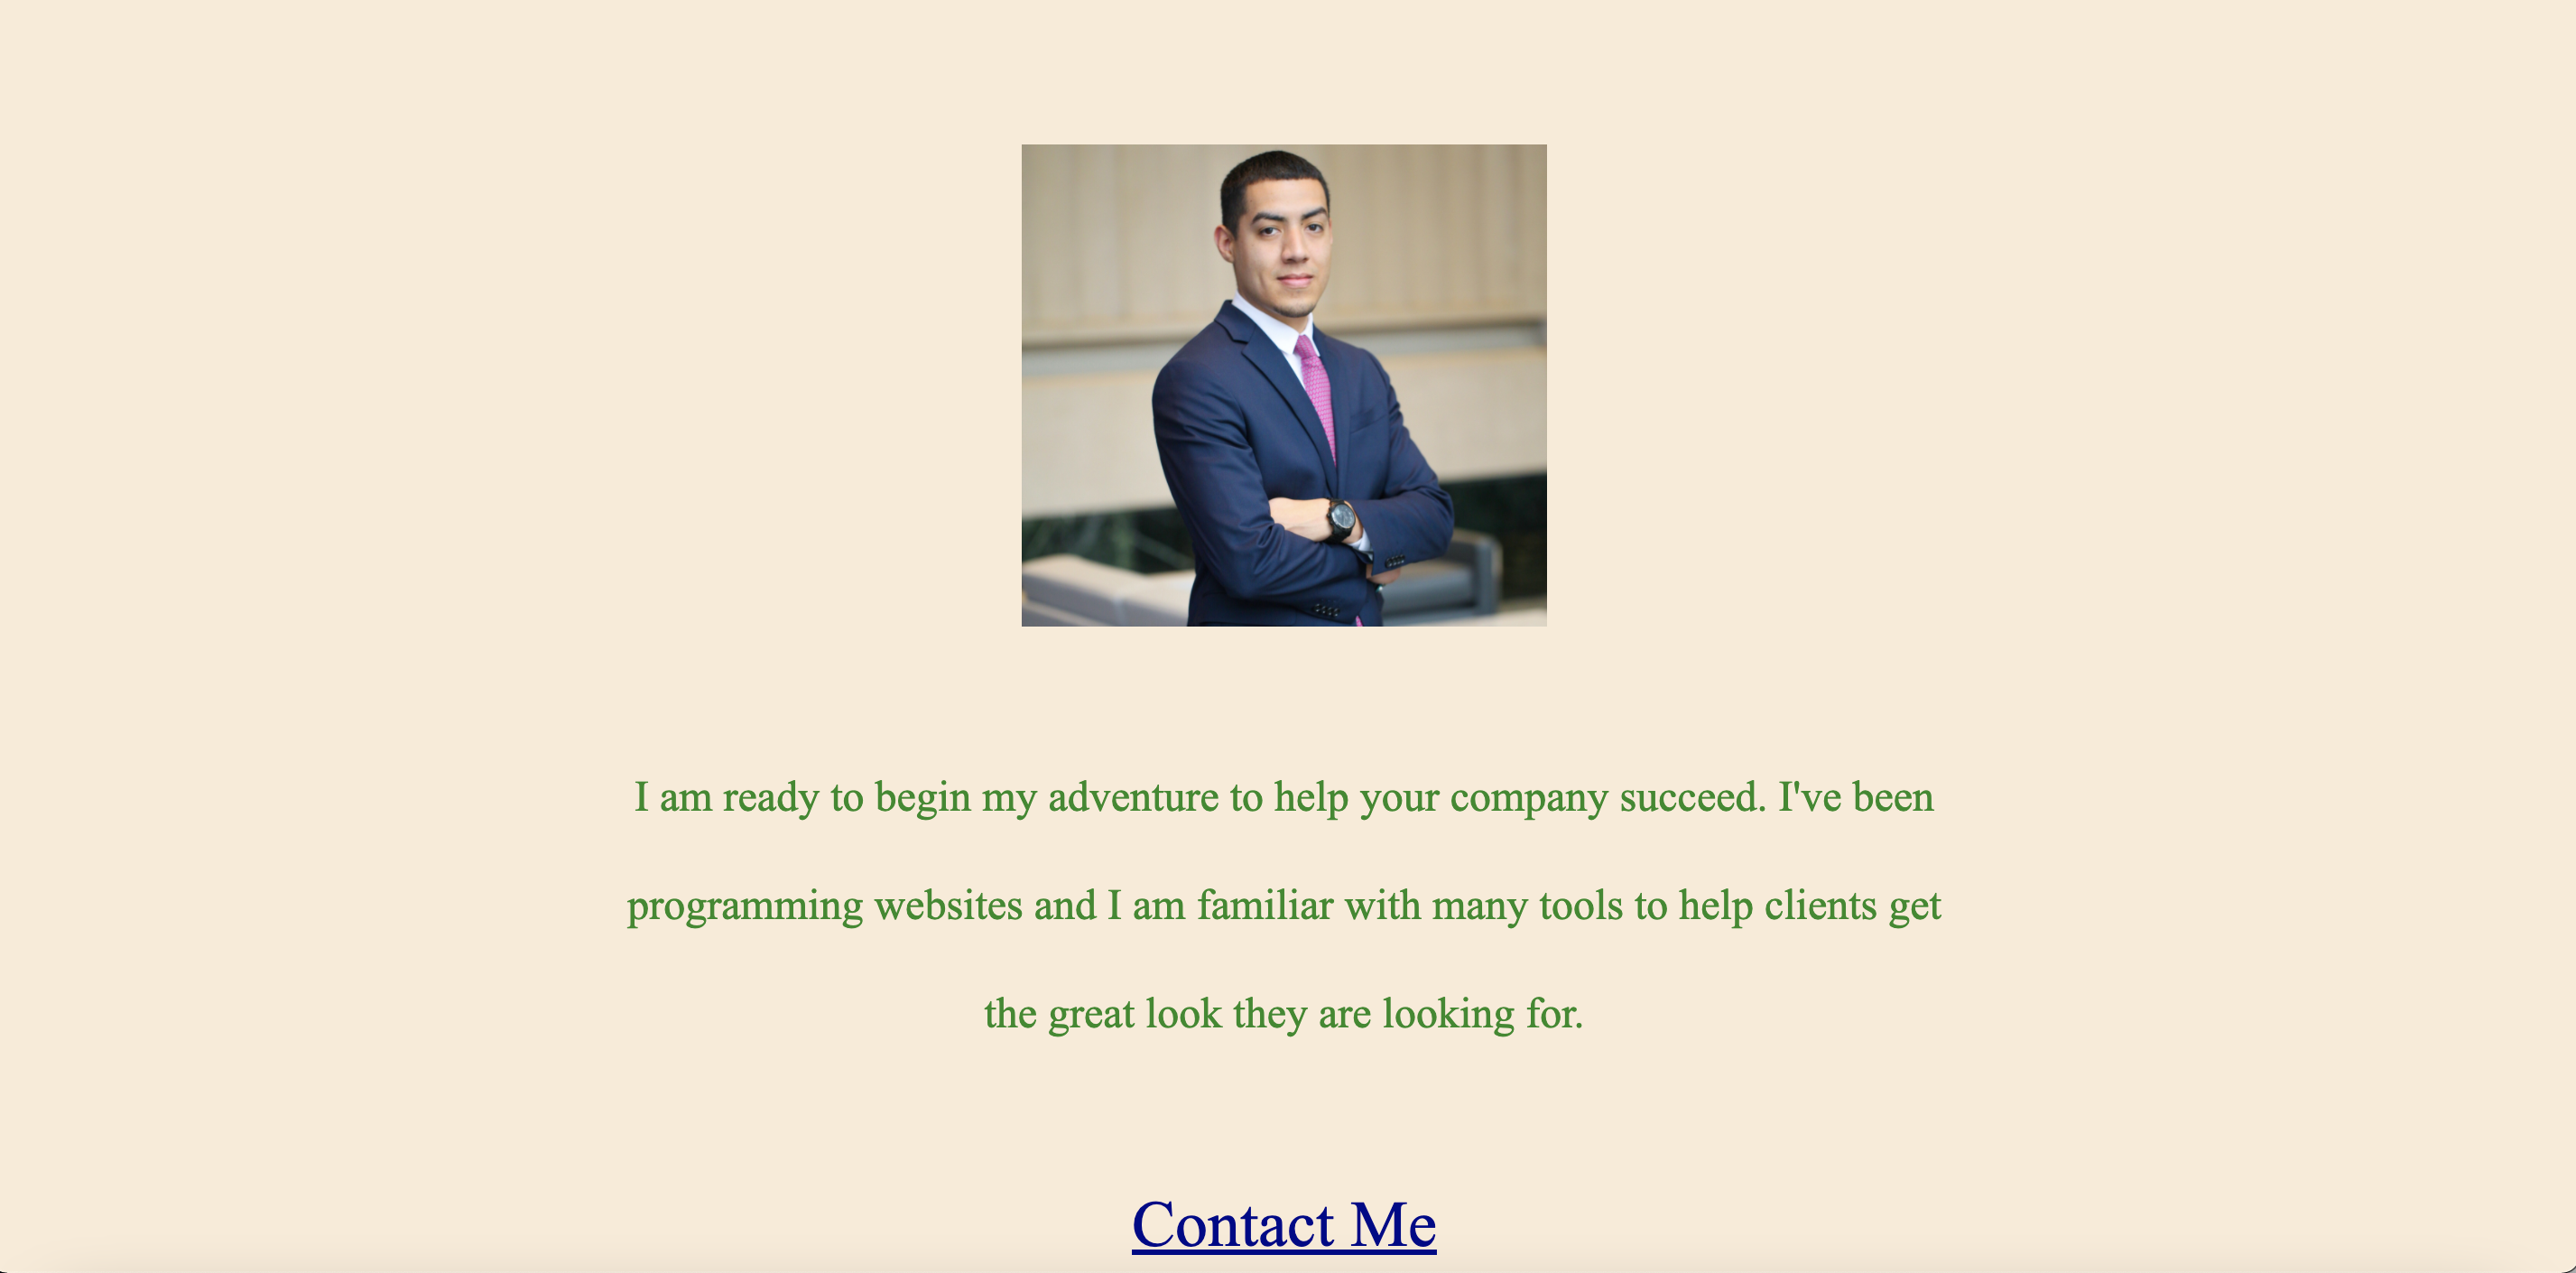 I am ready to begin my adventure to help your company succeed. I've been
programming websites and I am familiar with many tools to help clients get
the great look they are looking for.
Contact Me